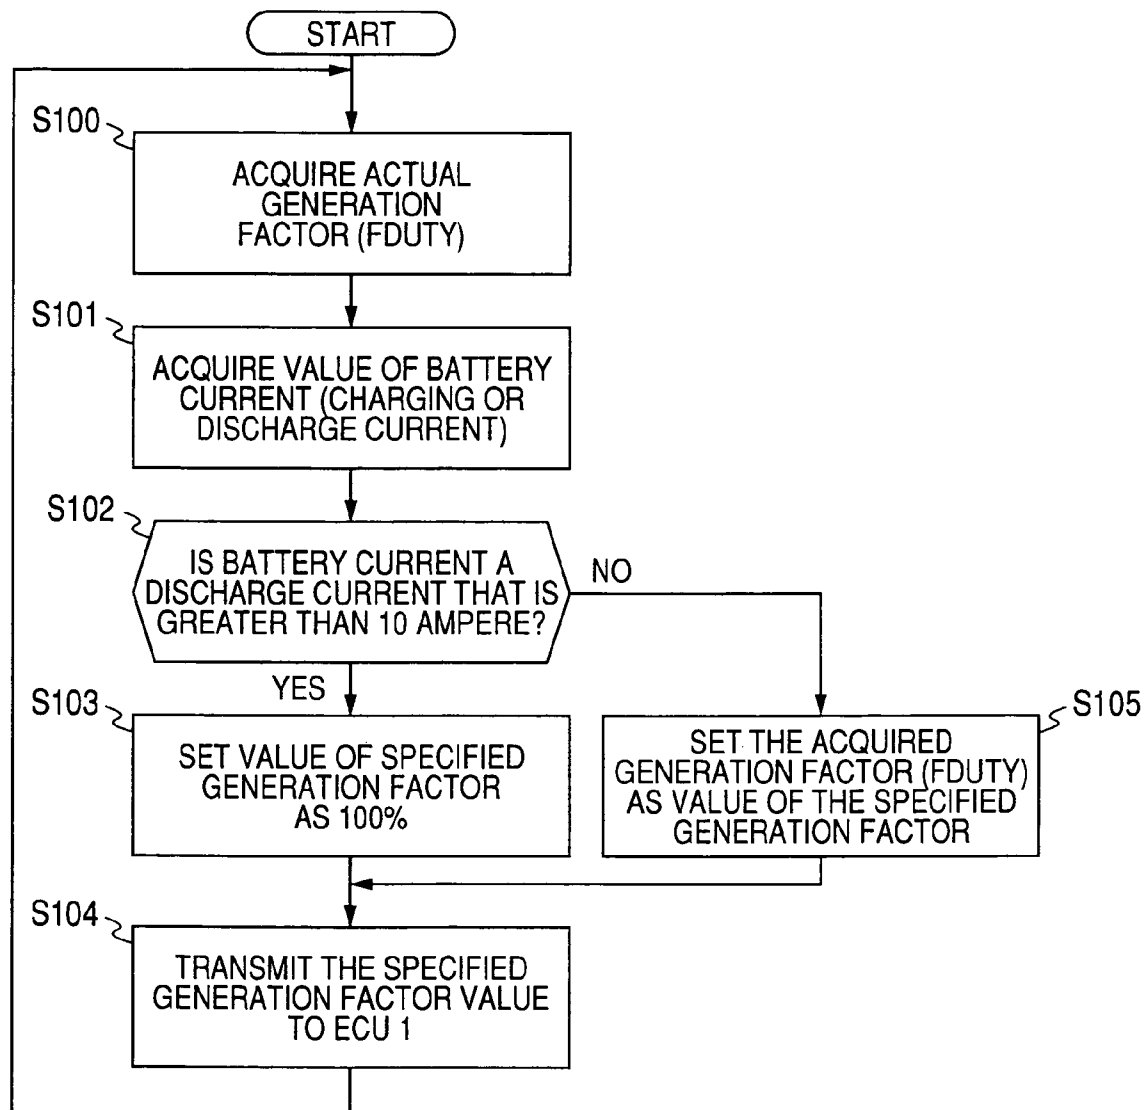 START
S100
ACQUIRE ACTUAL
GENERATION
FACTOR (FDUTY)
S101
ACQUIRE VALUE OF BATTERY
CURRENT (CHARGING OR
DISCHARGE CURRENT)
S102
IS BATTERY CURRENT A
DISCHARGE CURRENT THAT IS
GREATER THAN 10 AMPERE?
NO
YES
S103
SET VALUE OF SPECIFIED
GENERATION FACTOR
AS 100%
S105
SET THE ACQUIRED
GENERATION FACTOR (FDUTY)
AS VALUE OF THE SPECIFIED
GENERATION FACTOR
S104
TRANSMIT THE SPECIFIED
GENERATION FACTOR VALUE
TO ECU 1